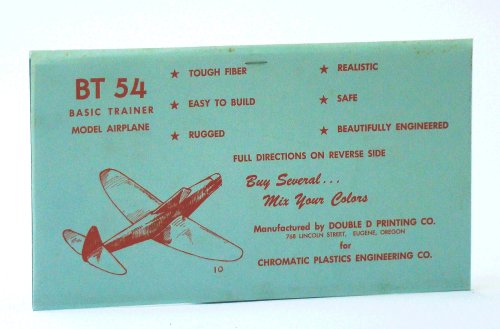 BT 54
BASIC TRAINER
MODEL AIRPLANE
★ TOUGH FIBER
★ EASY TO BUILD
★ RUGGED
★ REALISTIC
★ SAFE
★ BEAUTIFULLY ENGINEERED
FULL DIRECTIONS ON REVERSE SIDE
Buy Several...
Mix Your Colors
Manufactured by DOUBLE D PRINTING CO.
768 LINCOLN STREET, EUGENE, OREGON
for
CHROMATIC PLASTICS ENGINEERING CO.
10